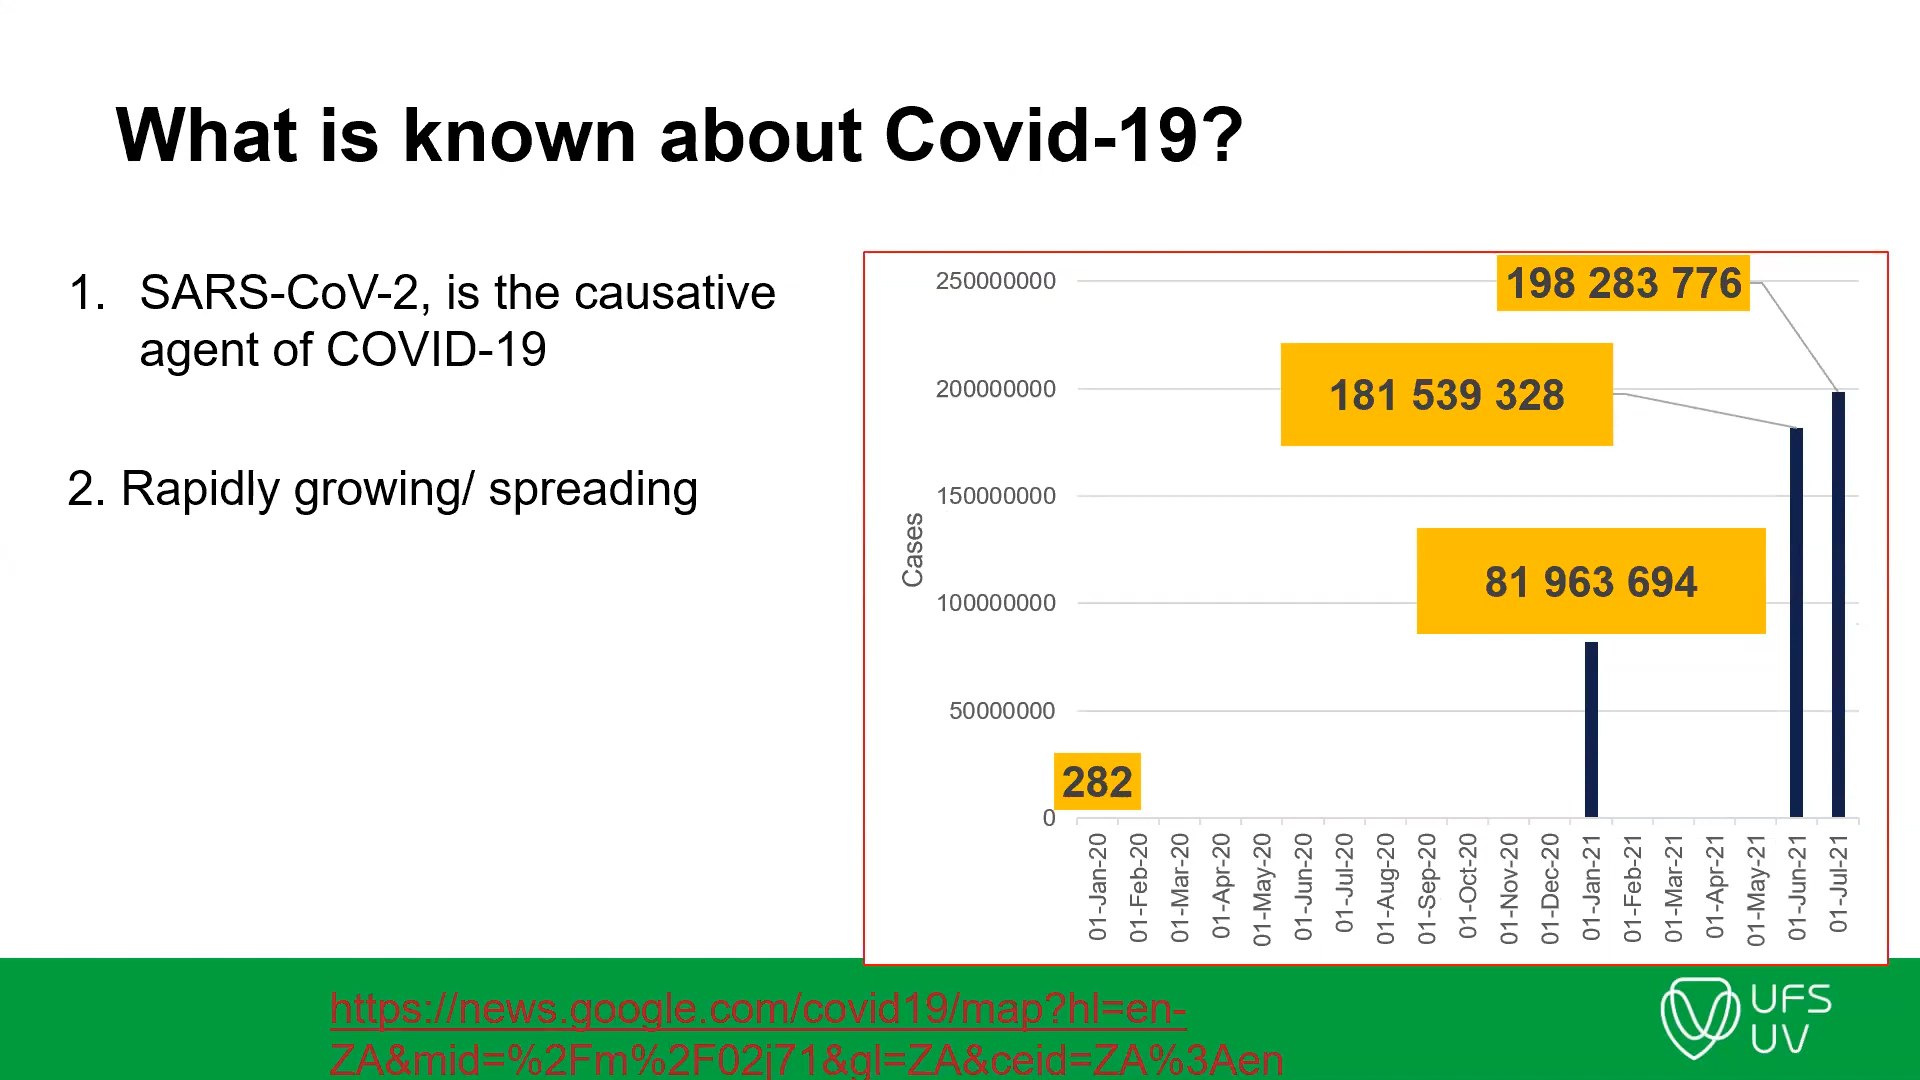 What is known about Covid-19?
1. SARS-CoV-2, is the causative
agent of COVID-19
2. Rapidly growing/ spreading
250000000
200000000
150000000
100000000
50000000
0
Cases
198 283 776
181 539 328
81 963 694
282
01-Jan-20
01-Feb-20
01-Mar-20
01-Apr-20
01-May-20
01-Jun-20
01-Jul-20
01-Aug-20
01-Sep-20
01-Oct-20
01-Nov-20
01-Dec-20
01-Jan-21
01-Feb-21
01-Mar-21
01-Apr-21
01-May-21
01-Jun-21
01-Jul-21
https://news.google.com/covid19/map?hl=en-
ZA&mid=%2Fm%2F02j71&gl=ZA&ceid=ZA%3Aen
UFS
UV